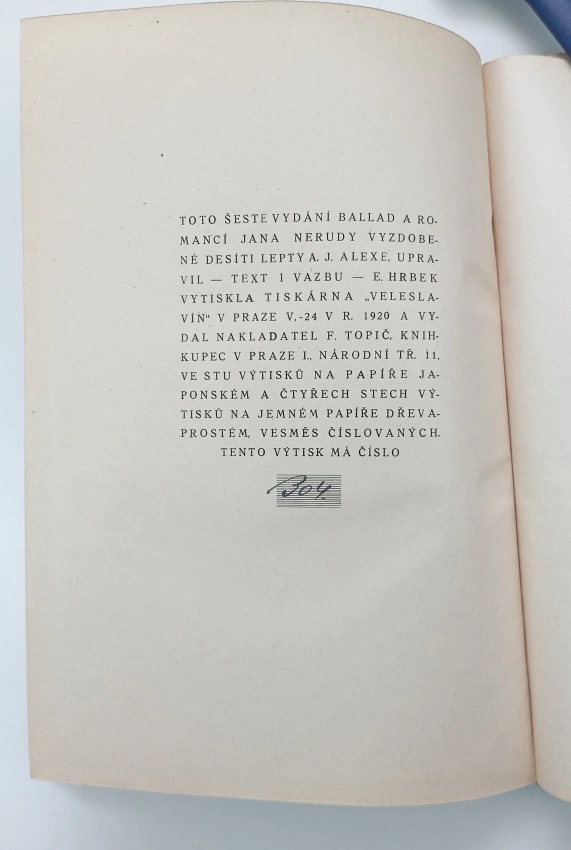 TOTO ŠESTÉ VYDÁNÍ BALLAD A RO-
MANCÍ JANA NERUDY VYZDOBE-
NÉ DESÍTI LEPTY A. J. ALEXE, UPRA-
VIL — TEXT I VAZBU — E. HRBEK
VYTISKLA TISKÁRNA „VELESLA-
VÍN“ V PRAZE V.-24 V R. 1920 A VY-
DAL NAKLADATEL F. TOPIČ, KNIH-
KUPEC V PRAZE I., NÁRODNÍ TŘ. 11,
VE STU VÝTISKŮ NA PAPÍŘE JA-
PONSKÉM A ČTYŘECH STECH VÝ-
TISKŮ NA JEMNÉM PAPÍŘE DŘEVA-
PROSTÉM, VESMĚS ČÍSLOVANÝCH.
TENTO VÝTISK MÁ ČÍSLO
304.